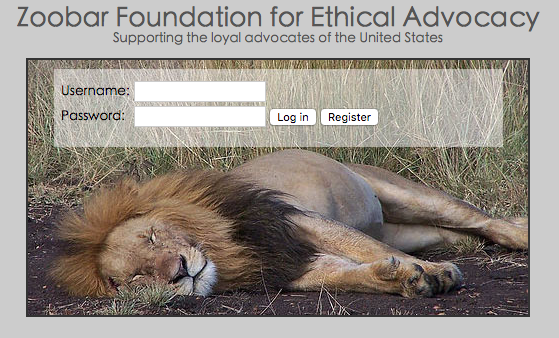 Zoobar Foundation for Ethical Advocacy
Supporting the loyal advocates of the United States
Username:
Password: Log in Register